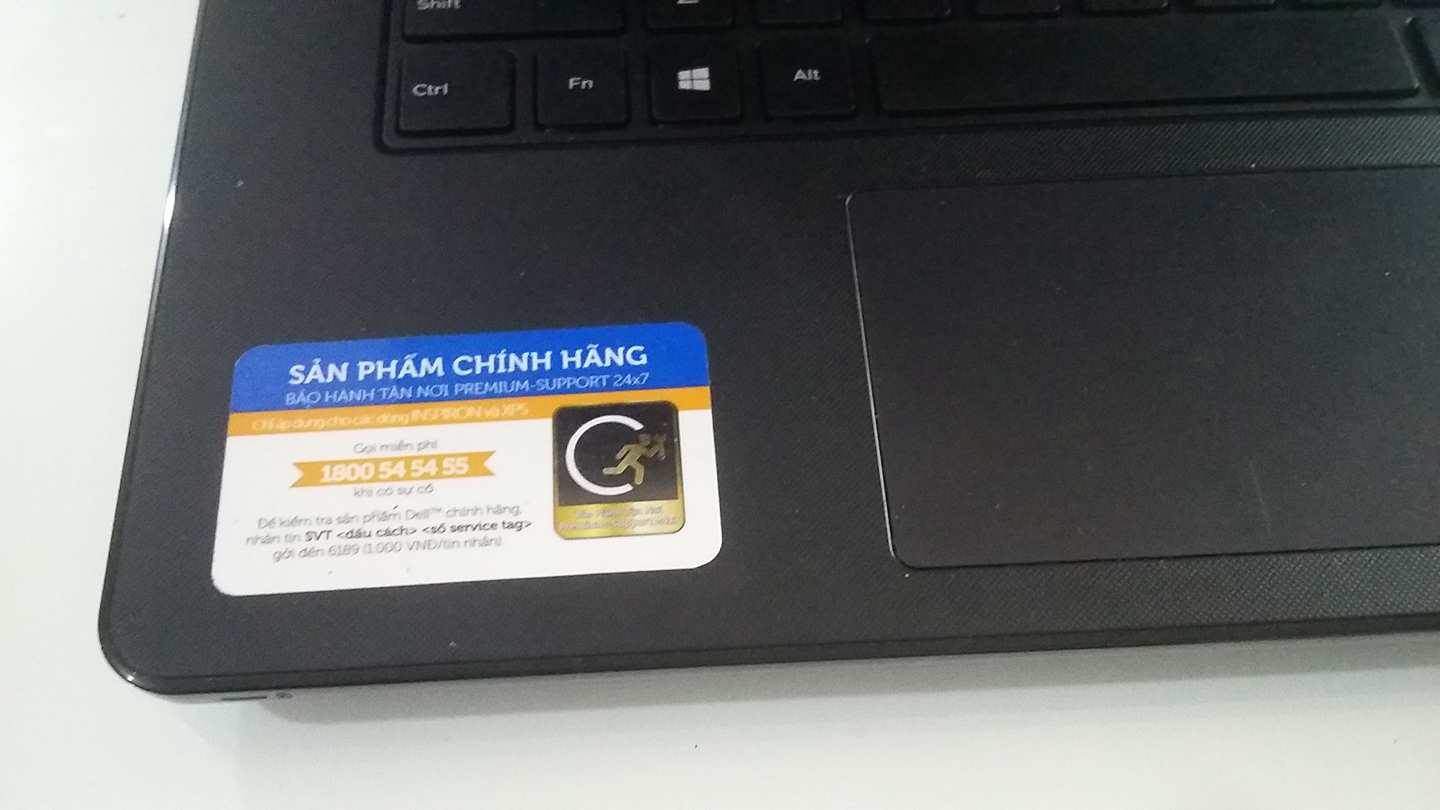 Shift
Ctrl Fn Alt
SẢN PHẨM CHÍNH HÃNG
BẢO HÀNH TẬN NƠI PREMIUM-SUPPORT 24x7
Chỉ áp dụng cho các dòng INSPIRON và XPS
Gọi miễn phí
1800 54 54 55
khi có sự cố
Để kiểm tra sản phẩm Dell™ chính hãng,
nhắn tin SVT <dấu cách> <số service tag>
gởi đến 6189 (1.000 VNĐ/tin nhắn)